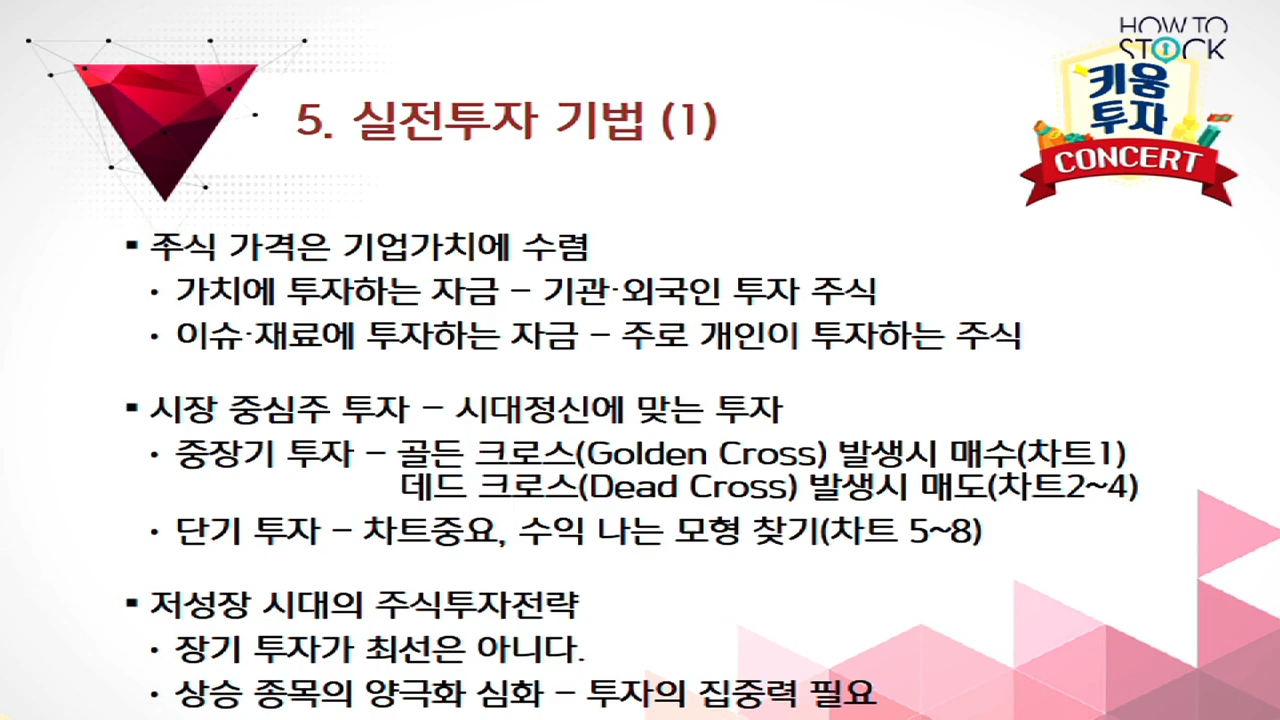 HOW TO
STOCK
키움
투자
CONCERT
5. 실전투자 기법 (1)
▪ 주식 가격은 기업가치에 수렴
• 가치에 투자하는 자금 – 기관·외국인 투자 주식
• 이슈·재료에 투자하는 자금 – 주로 개인이 투자하는 주식
▪ 시장 중심주 투자 – 시대정신에 맞는 투자
• 중장기 투자 – 골든 크로스(Golden Cross) 발생시 매수(차트1)
데드 크로스(Dead Cross) 발생시 매도(차트2~4)
• 단기 투자 – 차트중요, 수익 나는 모형 찾기(차트 5~8)
▪ 저성장 시대의 주식투자전략
• 장기 투자가 최선은 아니다.
• 상승 종목의 양극화 심화 – 투자의 집중력 필요